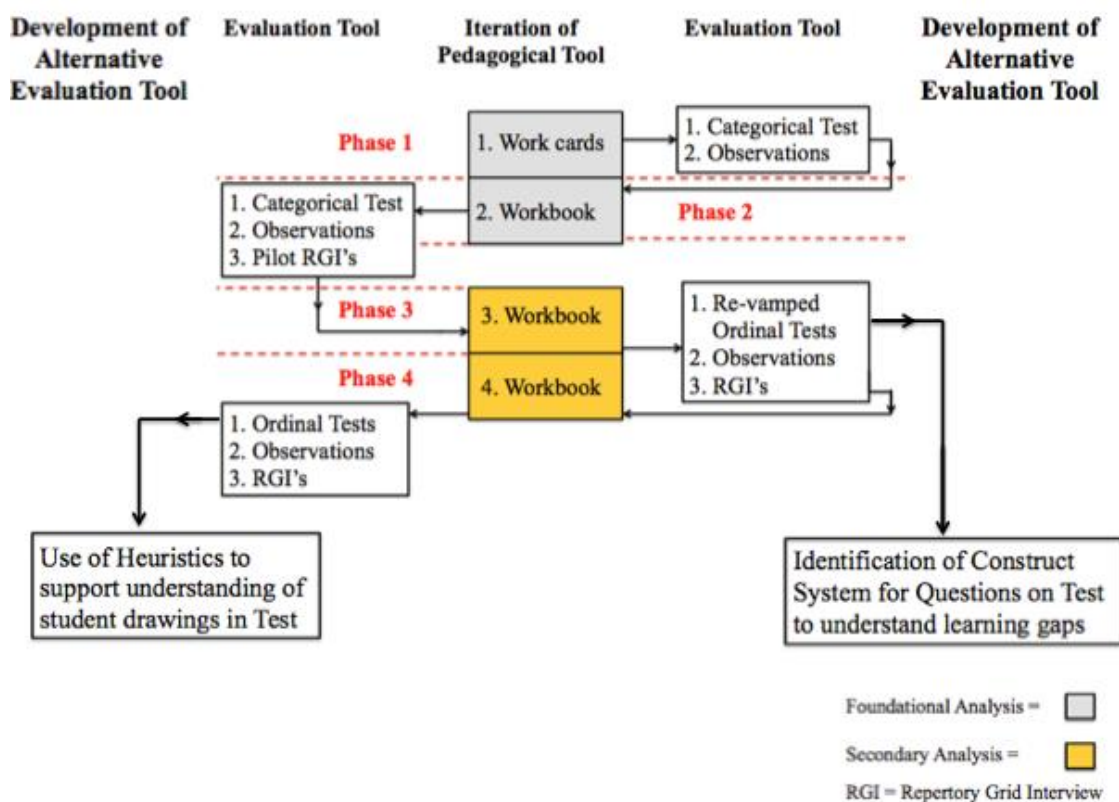 Development of
Alternative
Evaluation Tool
Evaluation Tool
Iteration of
Pedagogical Tool
Evaluation Tool
Development of
Alternative
Evaluation Tool
Phase 1
1. Work cards
1. Categorical Test
2. Observations
1. Categorical Test
2. Observations
3. Pilot RGI's
2. Workbook
Phase 2
Phase 3
3. Workbook
1. Re-vamped
Ordinal Tests
2. Observations
3. RGI's
Phase 4
4. Workbook
1. Ordinal Tests
2. Observations
3. RGI's
Use of Heuristics to
support understanding of
student drawings in Test
Identification of Construct
System for Questions on Test
to understand learning gaps
Foundational Analysis =
Secondary Analysis =
RGI = Repertory Grid Interview